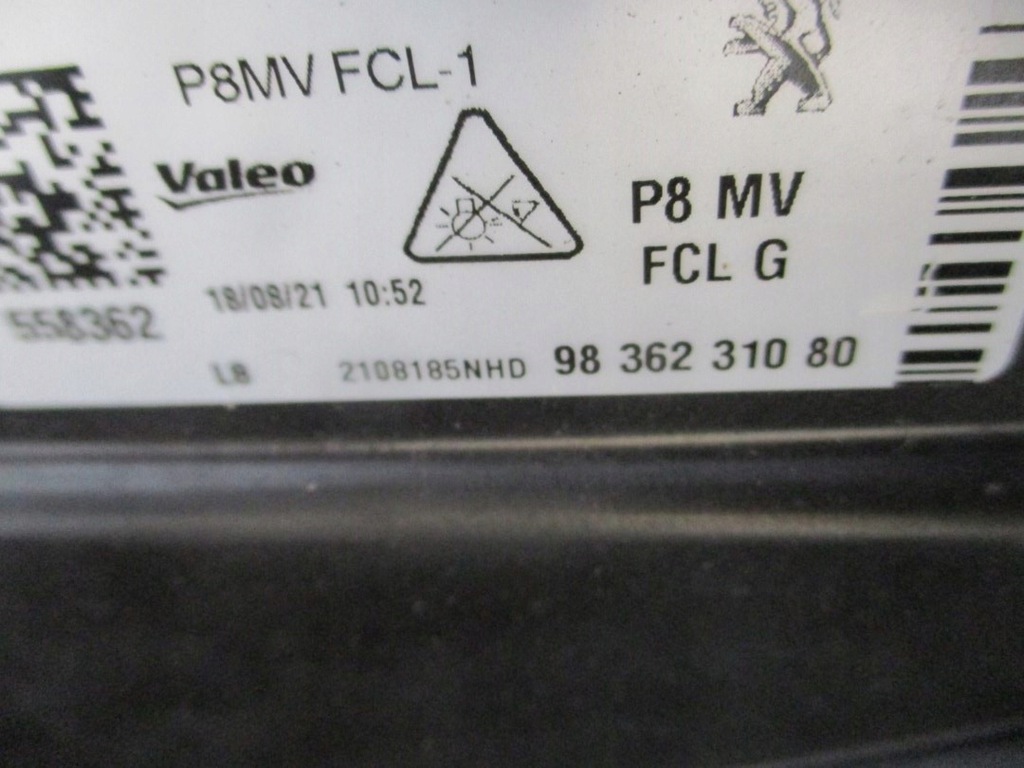 P8MV FCL-1
Valeo
P8 MV
FCL G
18/08/21 10:52
558362
L8 2108185NHD 98 362 310 80